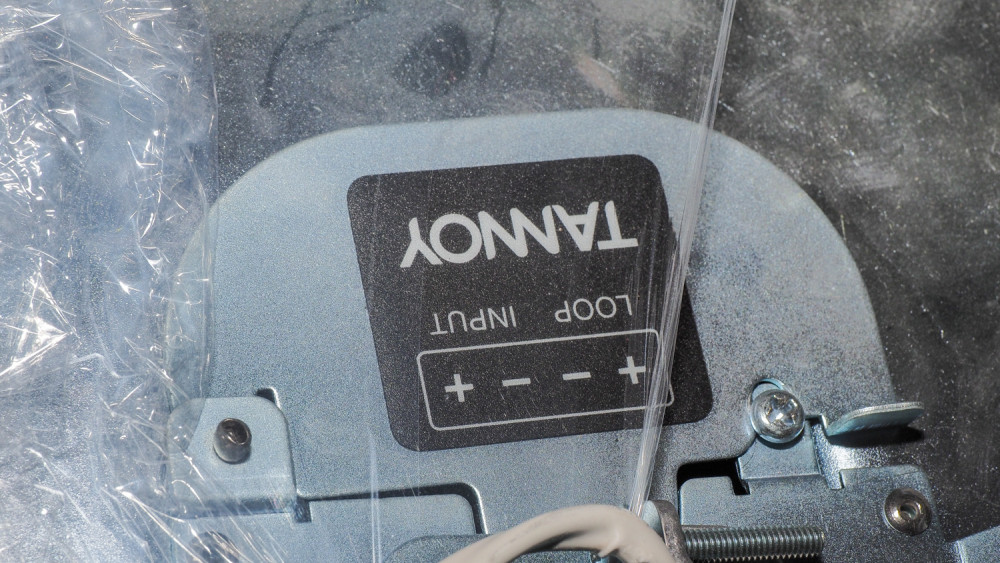 + − − +
LOOP INPUT
TANNOY